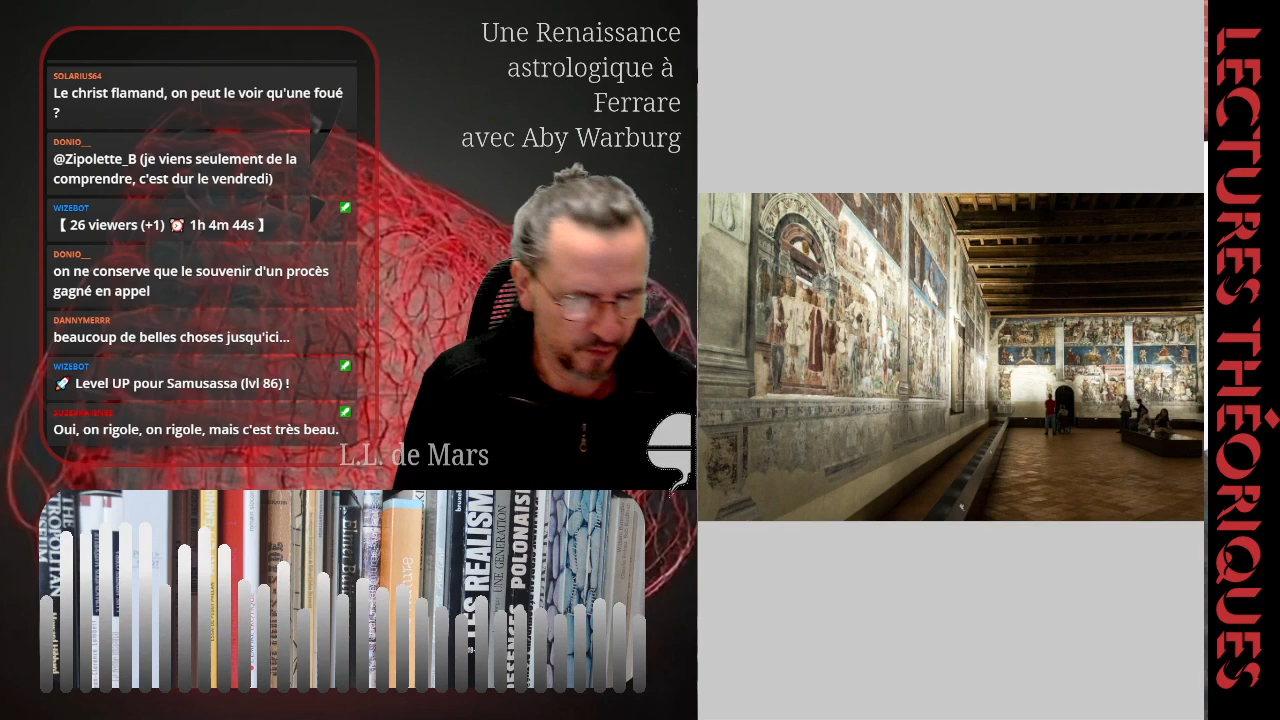 Une Renaissance
astrologique à
Ferrare
avec Aby Warburg
SOLARIUS64
Le christ flamand, on peut le voir qu'une foué
?
DONIO__
@Zipolette_B (je viens seulement de la
comprendre, c'est dur le vendredi)
WIZEBOT
【 26 viewers (+1) ⏰ 1h 4m 44s 】
DONIO__
on ne conserve que le souvenir d'un procès
gagné en appel
DANNYMERRR
beaucoup de belles choses jusqu'ici...
WIZEBOT
🚀 Level UP pour Samusassa (lvl 86) !
Oui, on rigole, on rigole, mais c'est très beau.
L.L. de Mars
LES REALISM
UNE GENERATION
POLONAIS
LECTURES THÉORIQUES